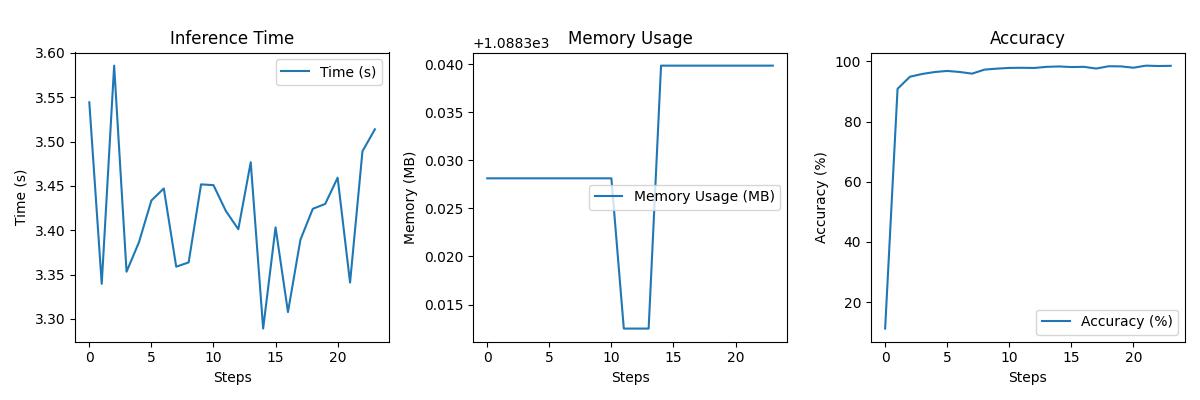 Inference Time
Time (s)
3.60
3.55
3.50
3.45
3.40
3.35
3.30
Time (s)
0 5 10 15 20
Steps
Memory Usage
+1.0883e3
Memory (MB)
0.040
0.035
0.030
0.025
0.020
0.015
Memory Usage (MB)
0 5 10 15 20
Steps
Accuracy
Accuracy (%)
100
80
60
40
20
Accuracy (%)
0 5 10 15 20
Steps